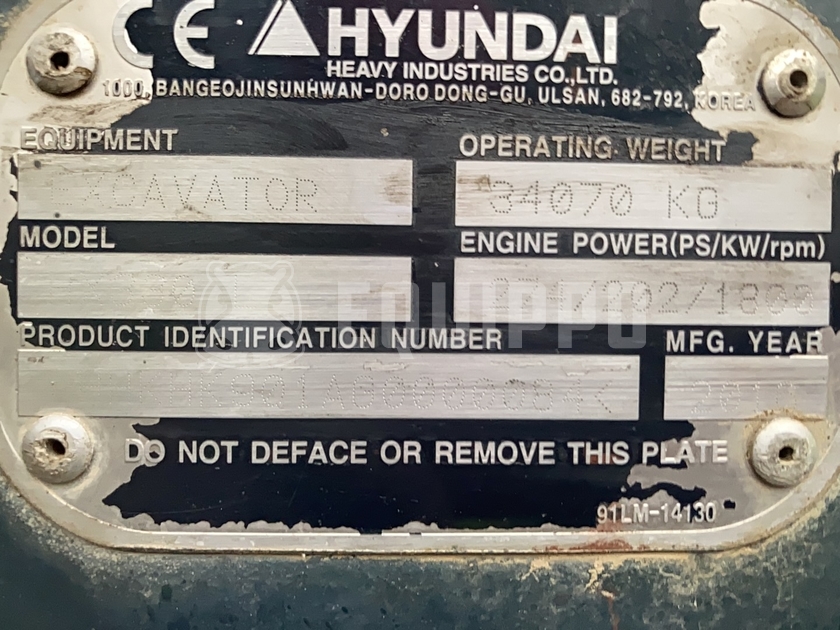 CE HYUNDAI
HEAVY INDUSTRIES CO.,LTD.
1000, BANGEOJINSUNHWAN-DORO DONG-GU, ULSAN, 682-792, KOREA
EQUIPMENT
OPERATING WEIGHT
EXCAVATOR
34070 KG
MODEL
ENGINE POWER(PS/KW/rpm)
EQUIPPO
PRODUCT IDENTIFICATION NUMBER
MFG. YEAR
DO NOT DEFACE OR REMOVE THIS PLATE
91LM-14130